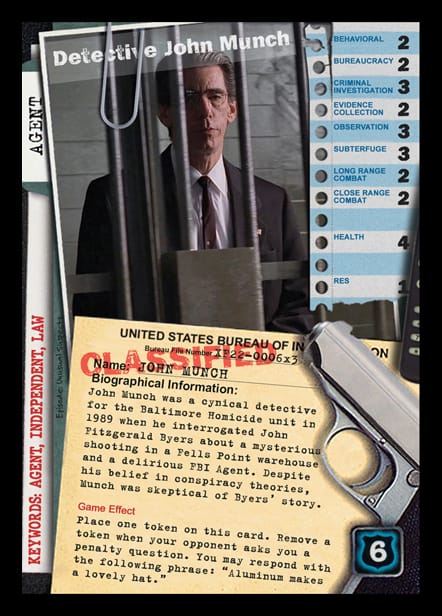 Detective John Munch
BEHAVIORAL 2
BUREAUCRACY 2
CRIMINAL
INVESTIGATION 3
EVIDENCE
COLLECTION 2
OBSERVATION 3
SUBTERFUGE 3
LONG RANGE
COMBAT 2
CLOSE RANGE
COMBAT 2
HEALTH 4
RES
AGENT
KEYWORDS: AGENT, INDEPENDENT, LAW
UNITED STATES BUREAU OF IN ON
Bureau File Number XF22-0006x3
CLASSIFIED
Name: JOHN MUNCH
Biographical Information:
John Munch was a cynical detective
for the Baltimore Homicide unit in
1989 when he interrogated John
Fitzgerald Byers about a mysterious
shooting in a Fells Point warehouse
and a delirious FBI Agent. Despite
his belief in conspiracy theories,
Munch was skeptical of Byers' story.
Game Effect
Place one token on this card. Remove a
token when your opponent asks you a
penalty question. You may respond with
the following phrase: “Aluminum makes
a lovely hat.”
6